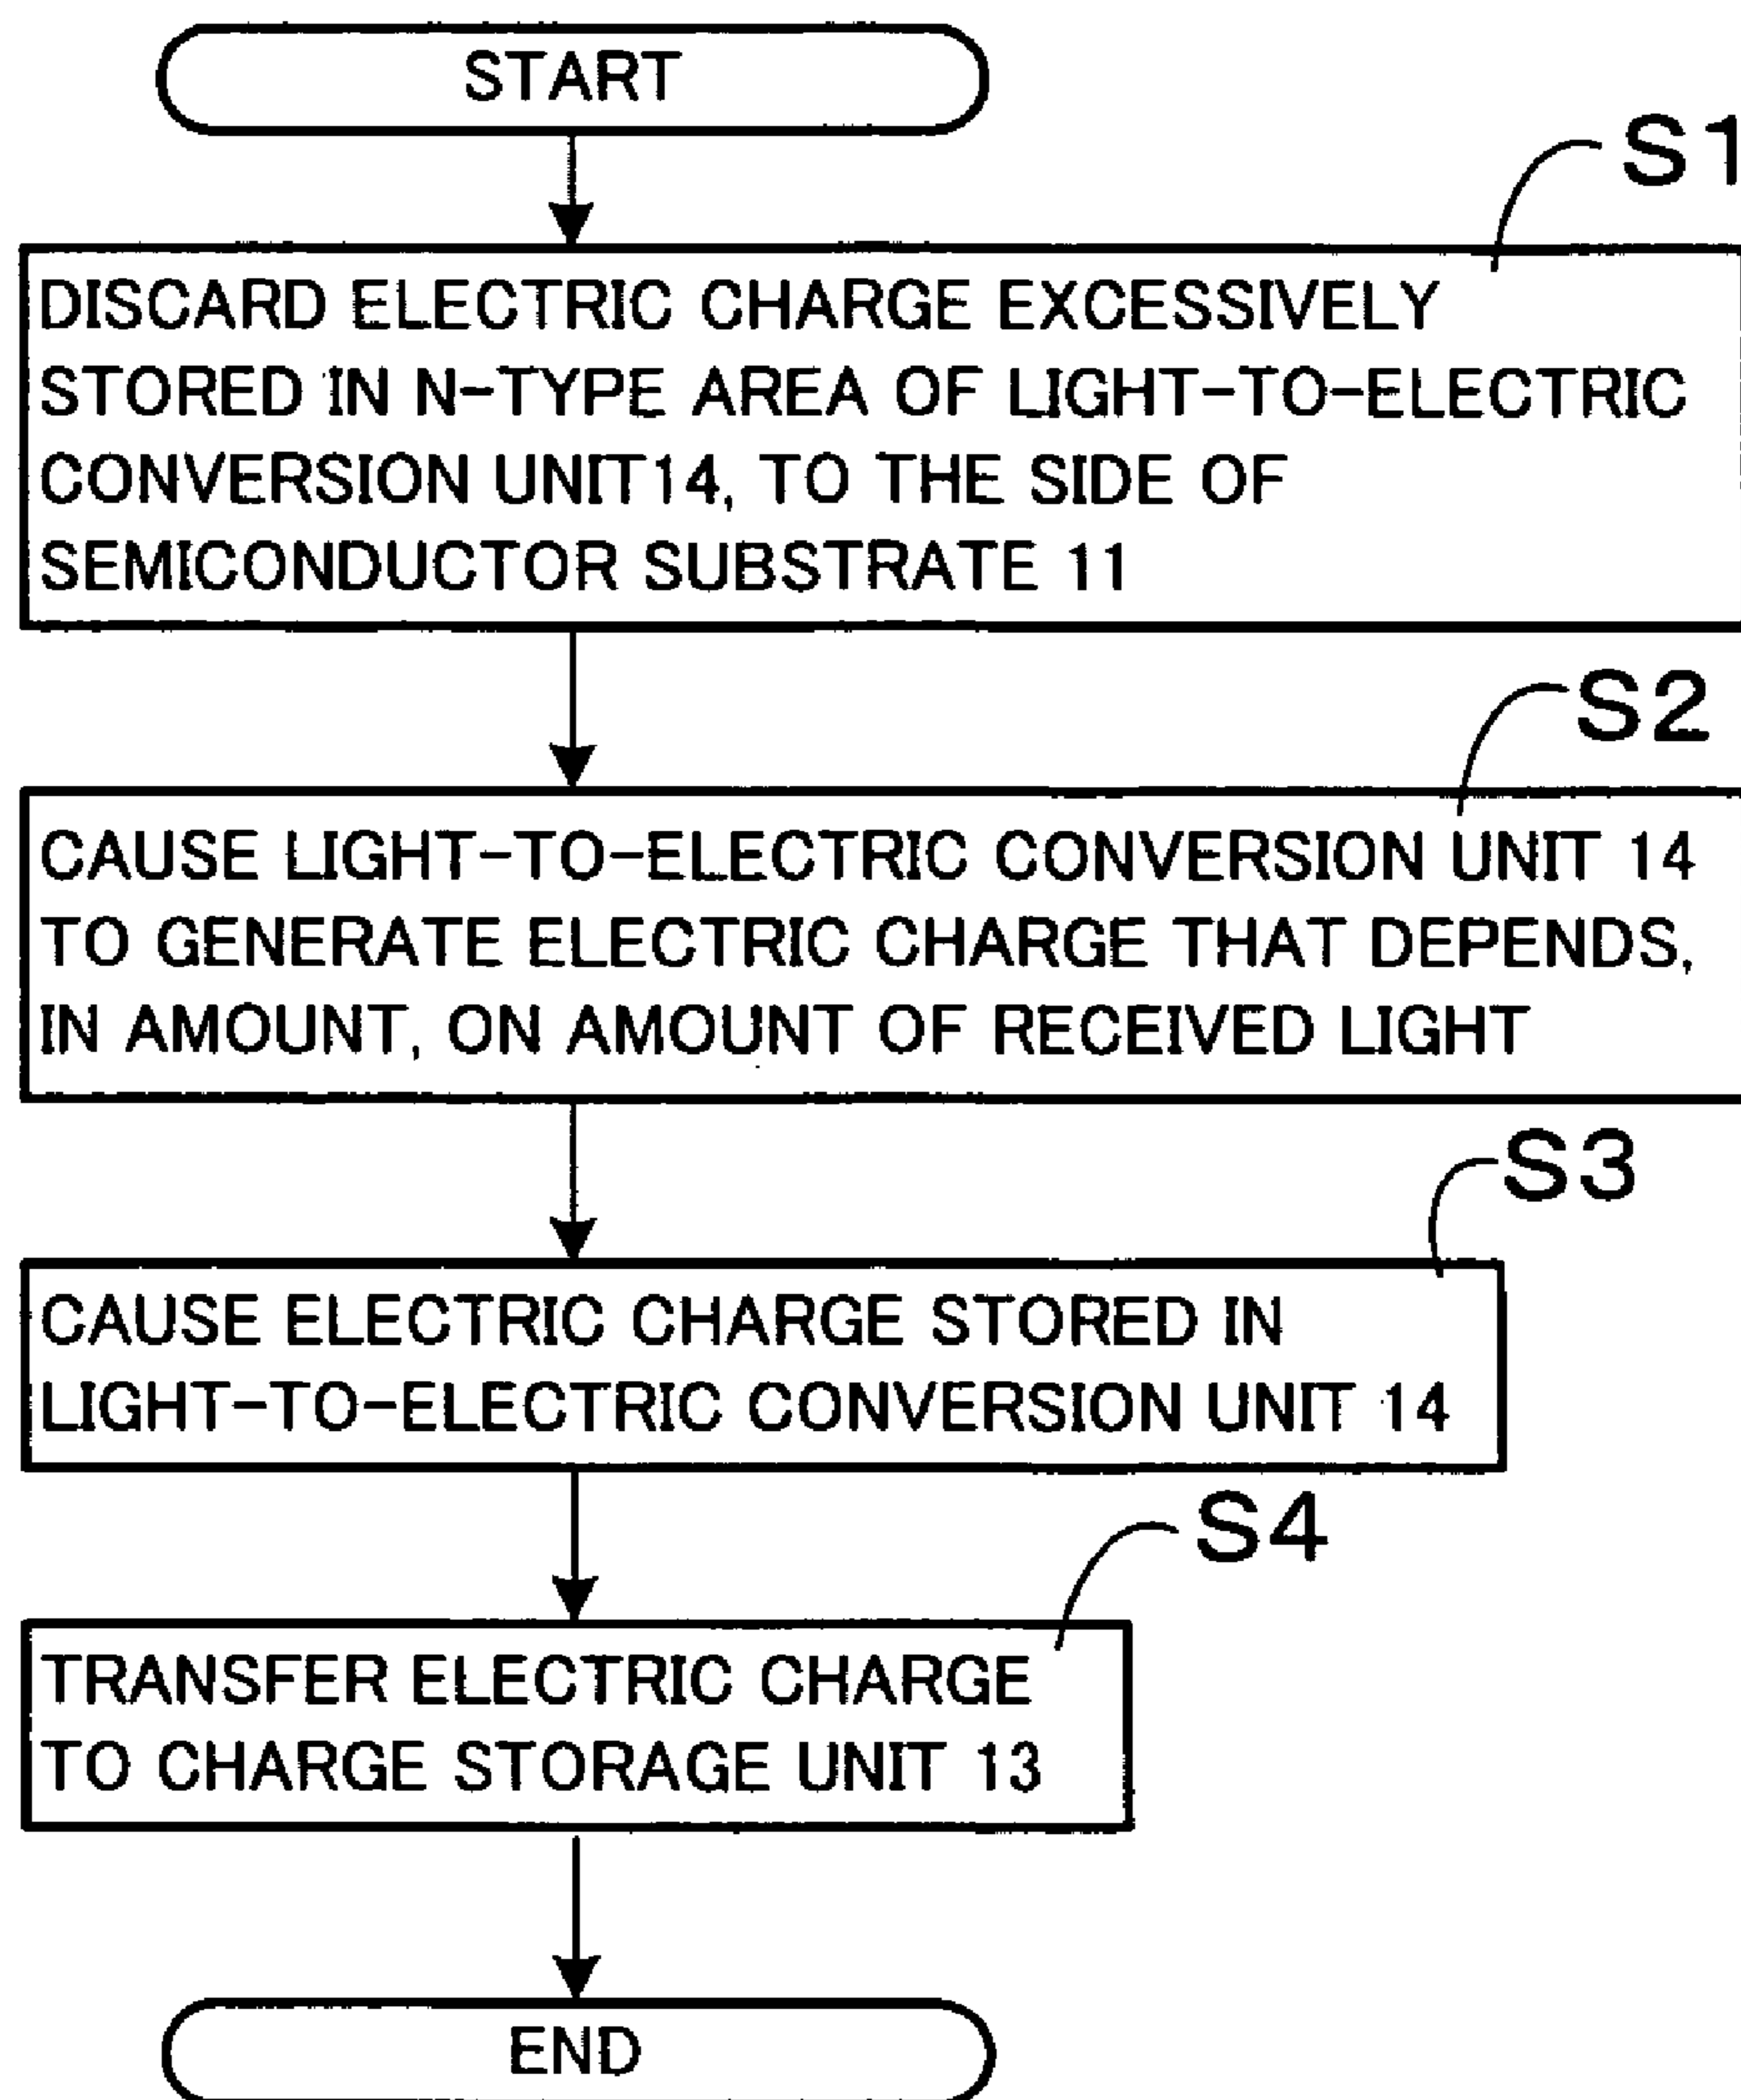 START
S1
DISCARD ELECTRIC CHARGE EXCESSIVELY
STORED IN N-TYPE AREA OF LIGHT-TO-ELECTRIC
CONVERSION UNIT14, TO THE SIDE OF
SEMICONDUCTOR SUBSTRATE 11
S2
CAUSE LIGHT-TO-ELECTRIC CONVERSION UNIT 14
TO GENERATE ELECTRIC CHARGE THAT DEPENDS,
IN AMOUNT, ON AMOUNT OF RECEIVED LIGHT
S3
CAUSE ELECTRIC CHARGE STORED IN
LIGHT-TO-ELECTRIC CONVERSION UNIT 14
S4
TRANSFER ELECTRIC CHARGE
TO CHARGE STORAGE UNIT 13
END